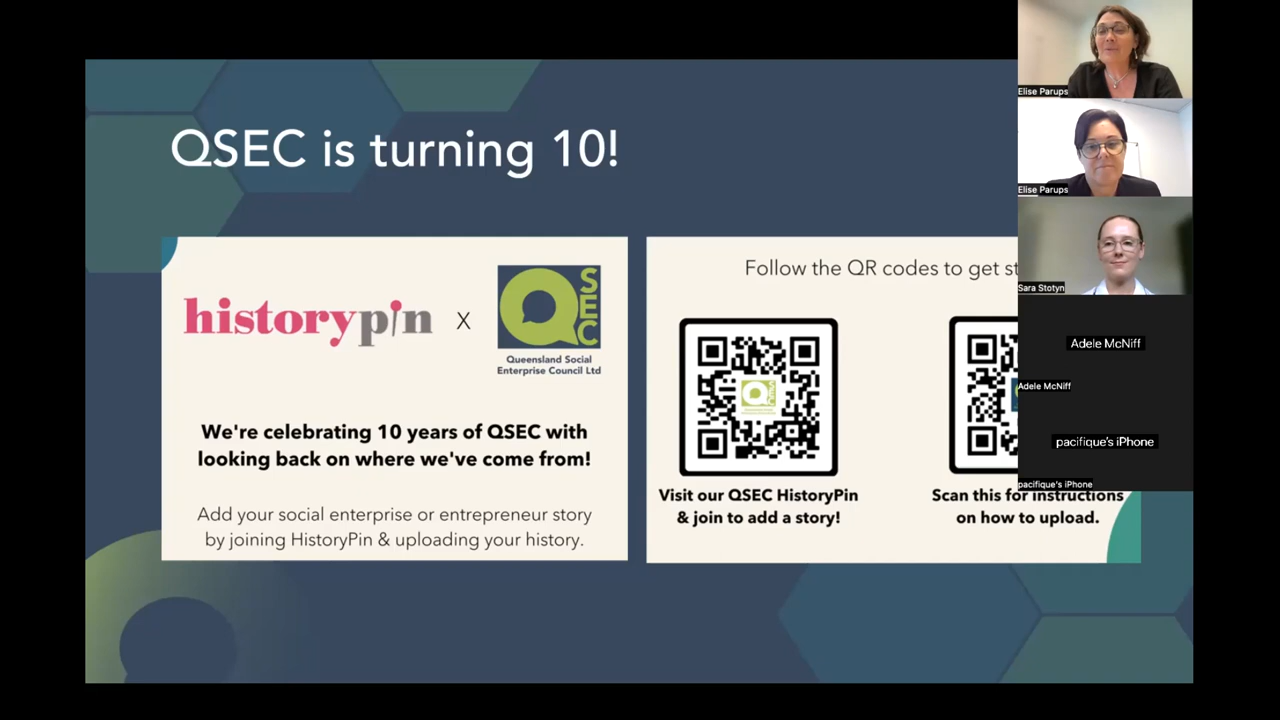 QSEC is turning 10!
historypin
X
Q
SEC
Queensland Social
Enterprise Council Ltd
We're celebrating 10 years of QSEC with
looking back on where we've come from!
Add your social enterprise or entrepreneur story
by joining HistoryPin & uploading your history.
Follow the QR codes to get
Visit our QSEC HistoryPin
& join to add a story!
Scan this for instructions
on how to upload.
Elise Parups
Elise Parups
Sara Stotyn
Adele McNiff
Adele McNiff
pacifique's iPhone
pacifique's iPhone